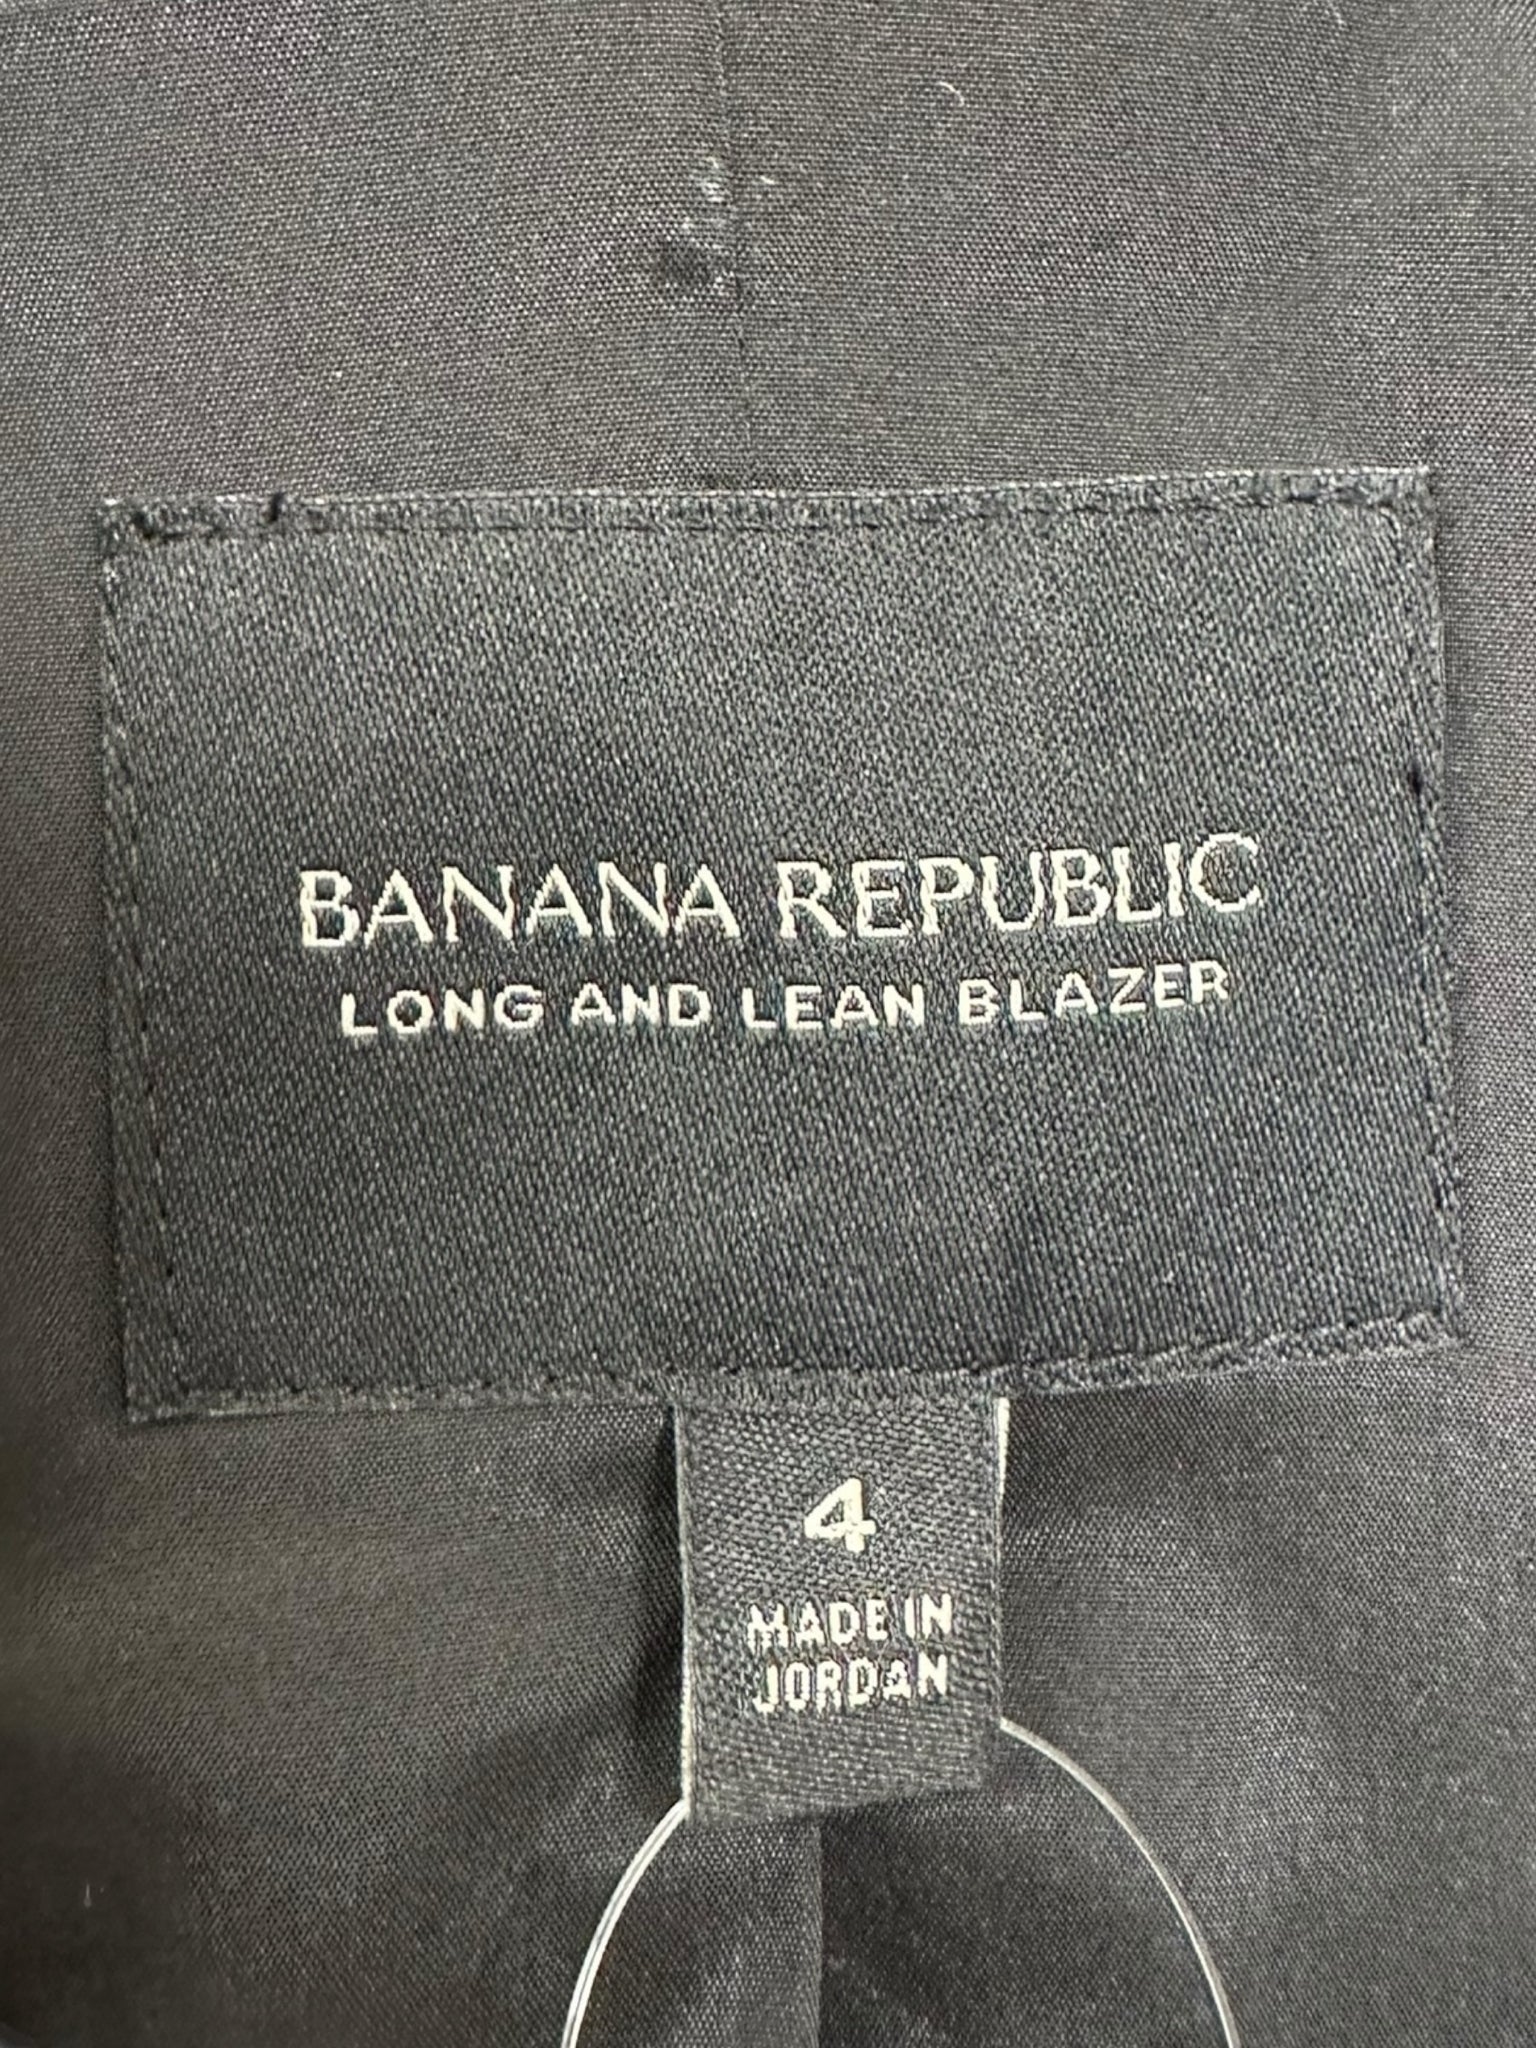 BANANA REPUBLIC
LONG AND LEAN BLAZER
4
MADE IN
JORDAN